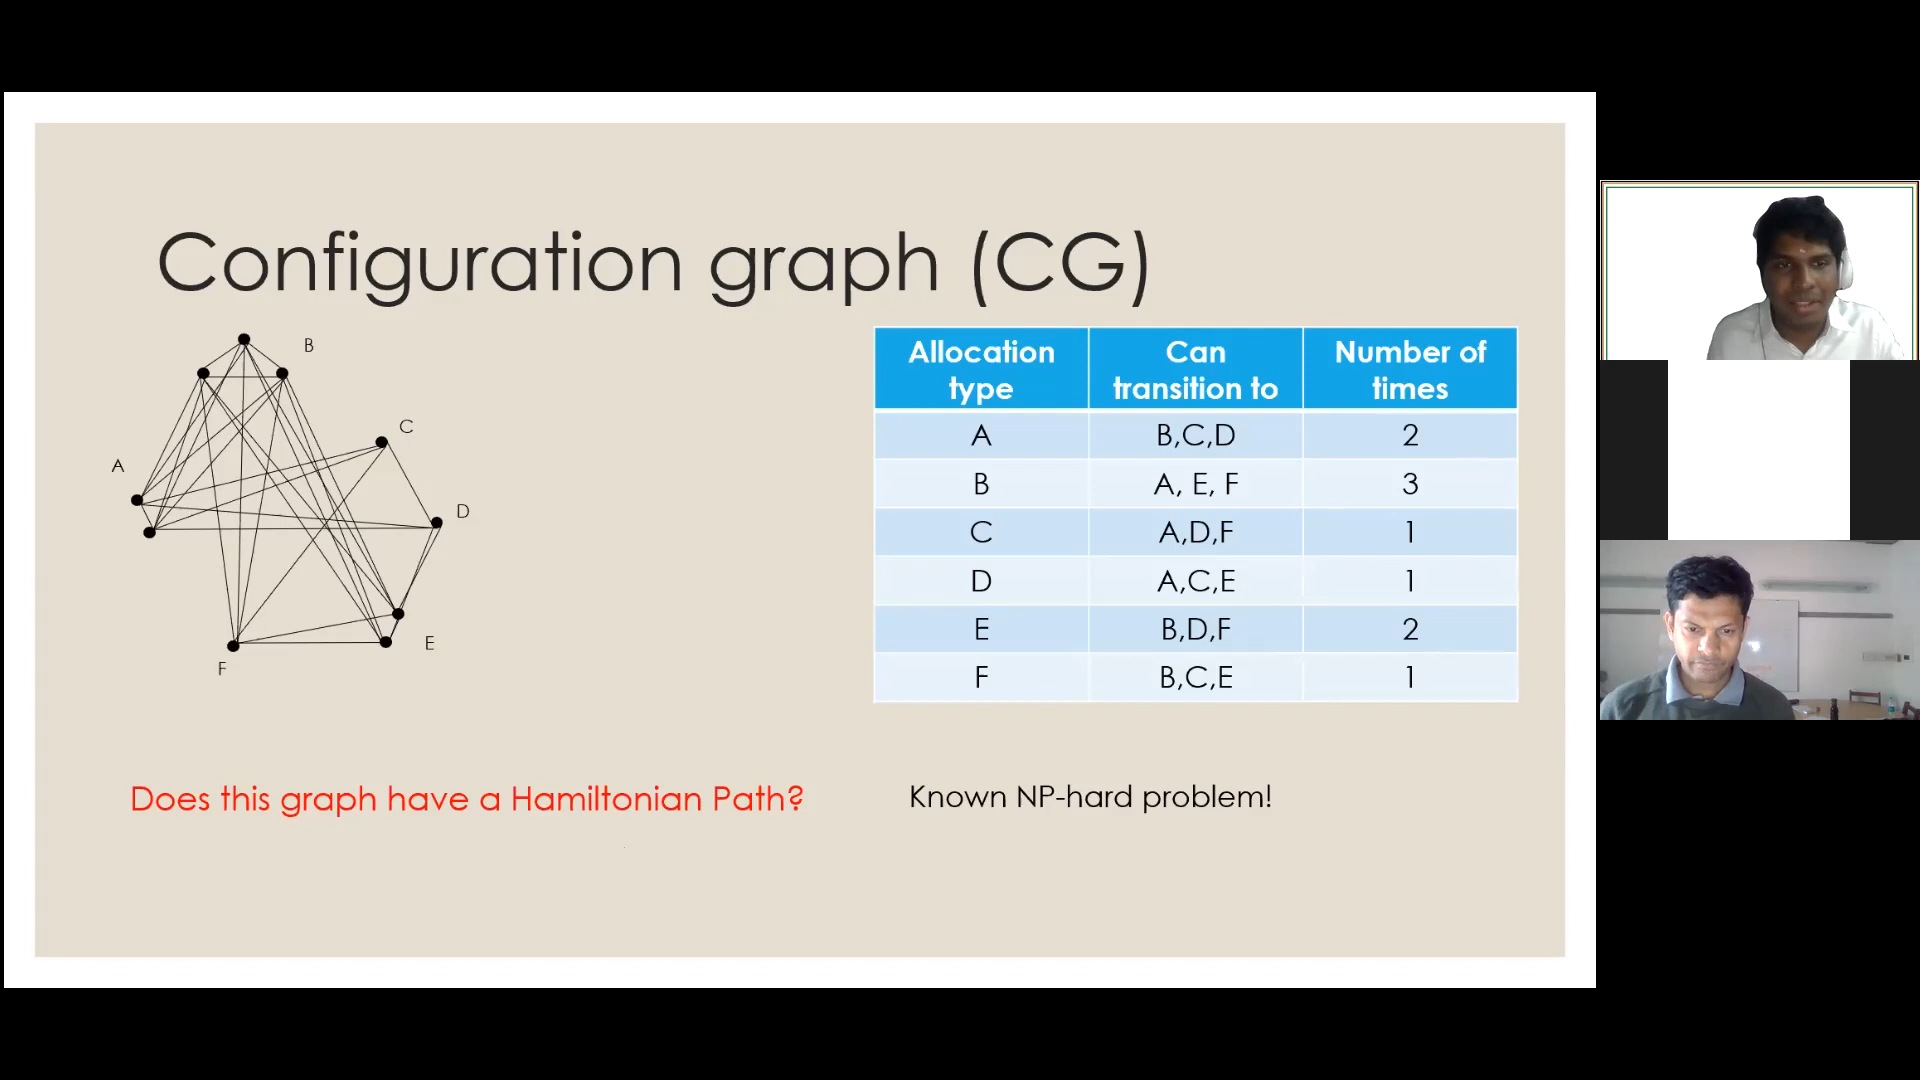 Configuration graph (CG)
B
C
A
D
E
F
Allocation type Can transition to Number of times
A B,C,D 2
B A, E, F 3
C A,D,F 1
D A,C,E 1
E B,D,F 2
F B,C,E 1
Does this graph have a Hamiltonian Path?
Known NP-hard problem!